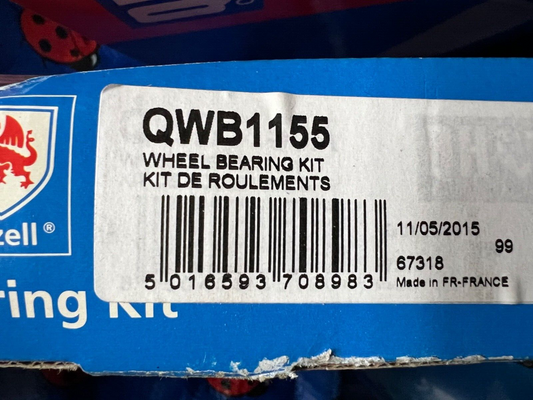 QWB1155
WHEEL BEARING KIT
KIT DE ROULEMENTS
11/05/2015
99
67318
5 016593 708983
Made in FR-FRANCE
zell®
ring Kit